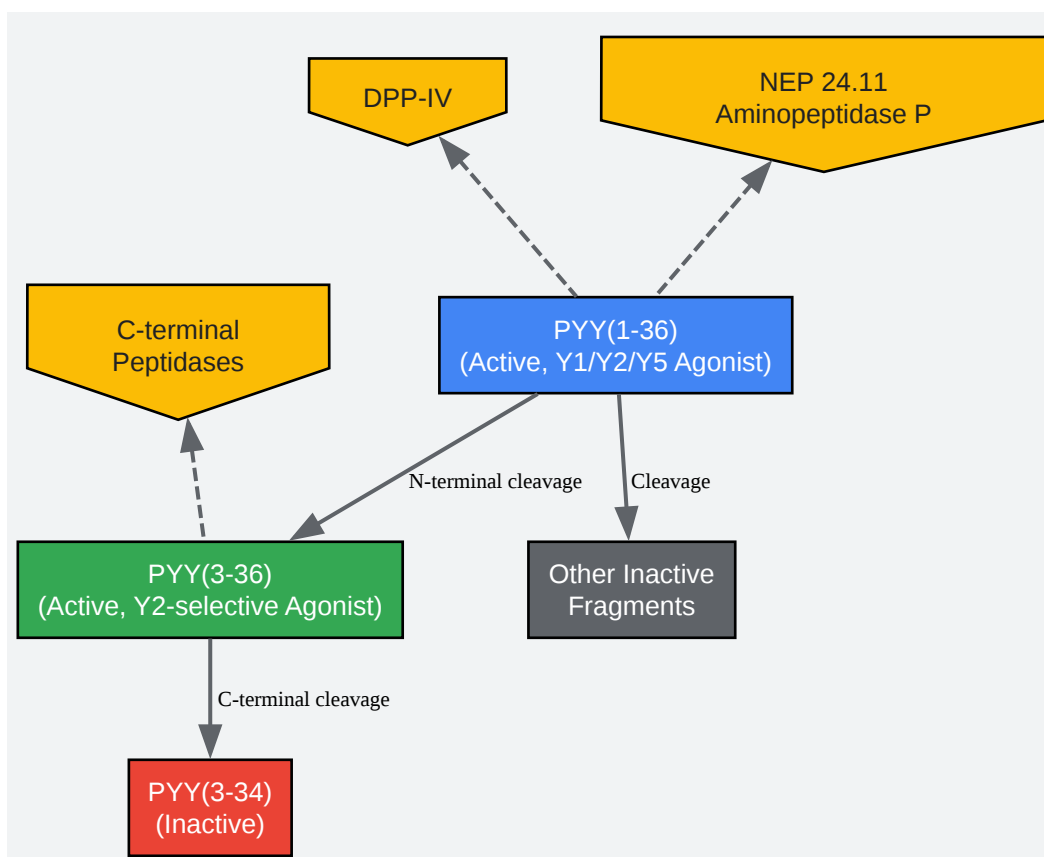 DPP-IV
NEP 24.11
Aminopeptidase P
C-terminal
Peptidases
PYY(1-36)
(Active, Y1/Y2/Y5 Agonist)
N-terminal cleavage
Cleavage
PYY(3-36)
(Active, Y2-selective Agonist)
Other Inactive
Fragments
C-terminal cleavage
PYY(3-34)
(Inactive)